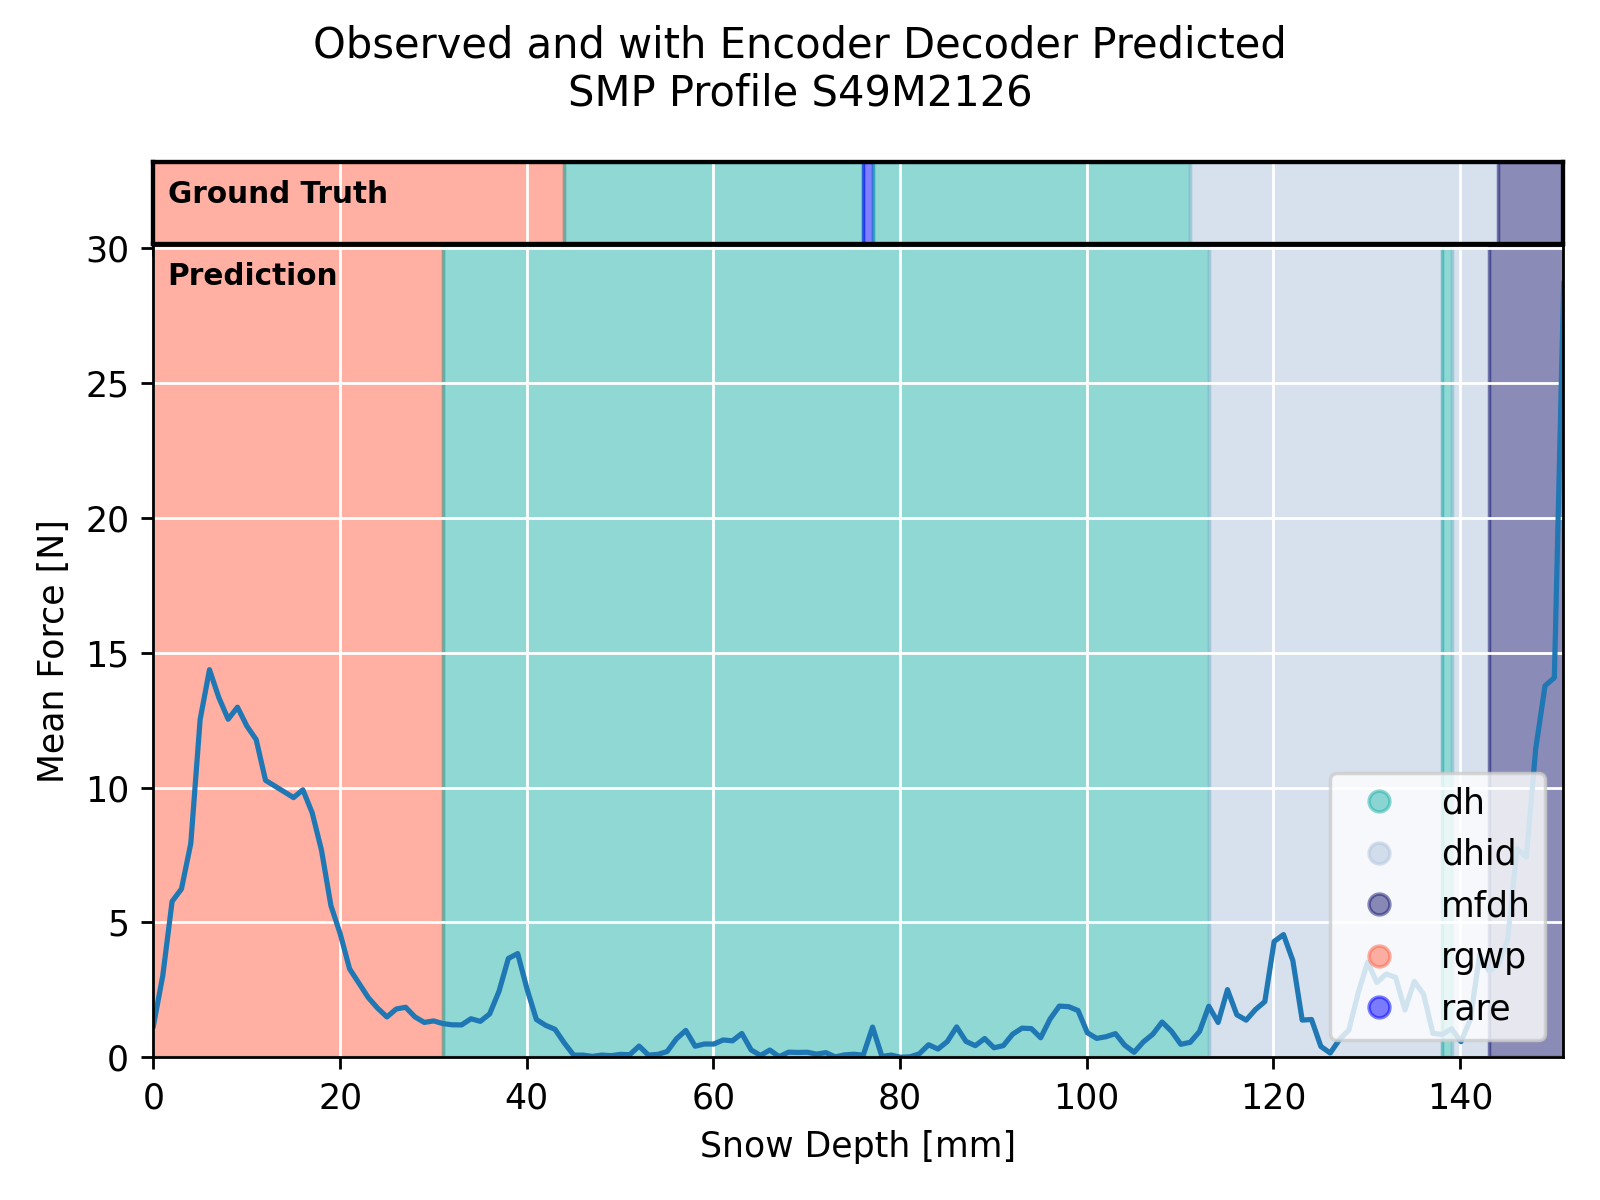 Observed and with Encoder Decoder Predicted
SMP Profile S49M2126
Ground Truth
Prediction
30
25
20
15
10
5
0
Mean Force [N]
0 20 40 60 80 100 120 140
Snow Depth [mm]
dh
dhid
mfdh
rgwp
rare